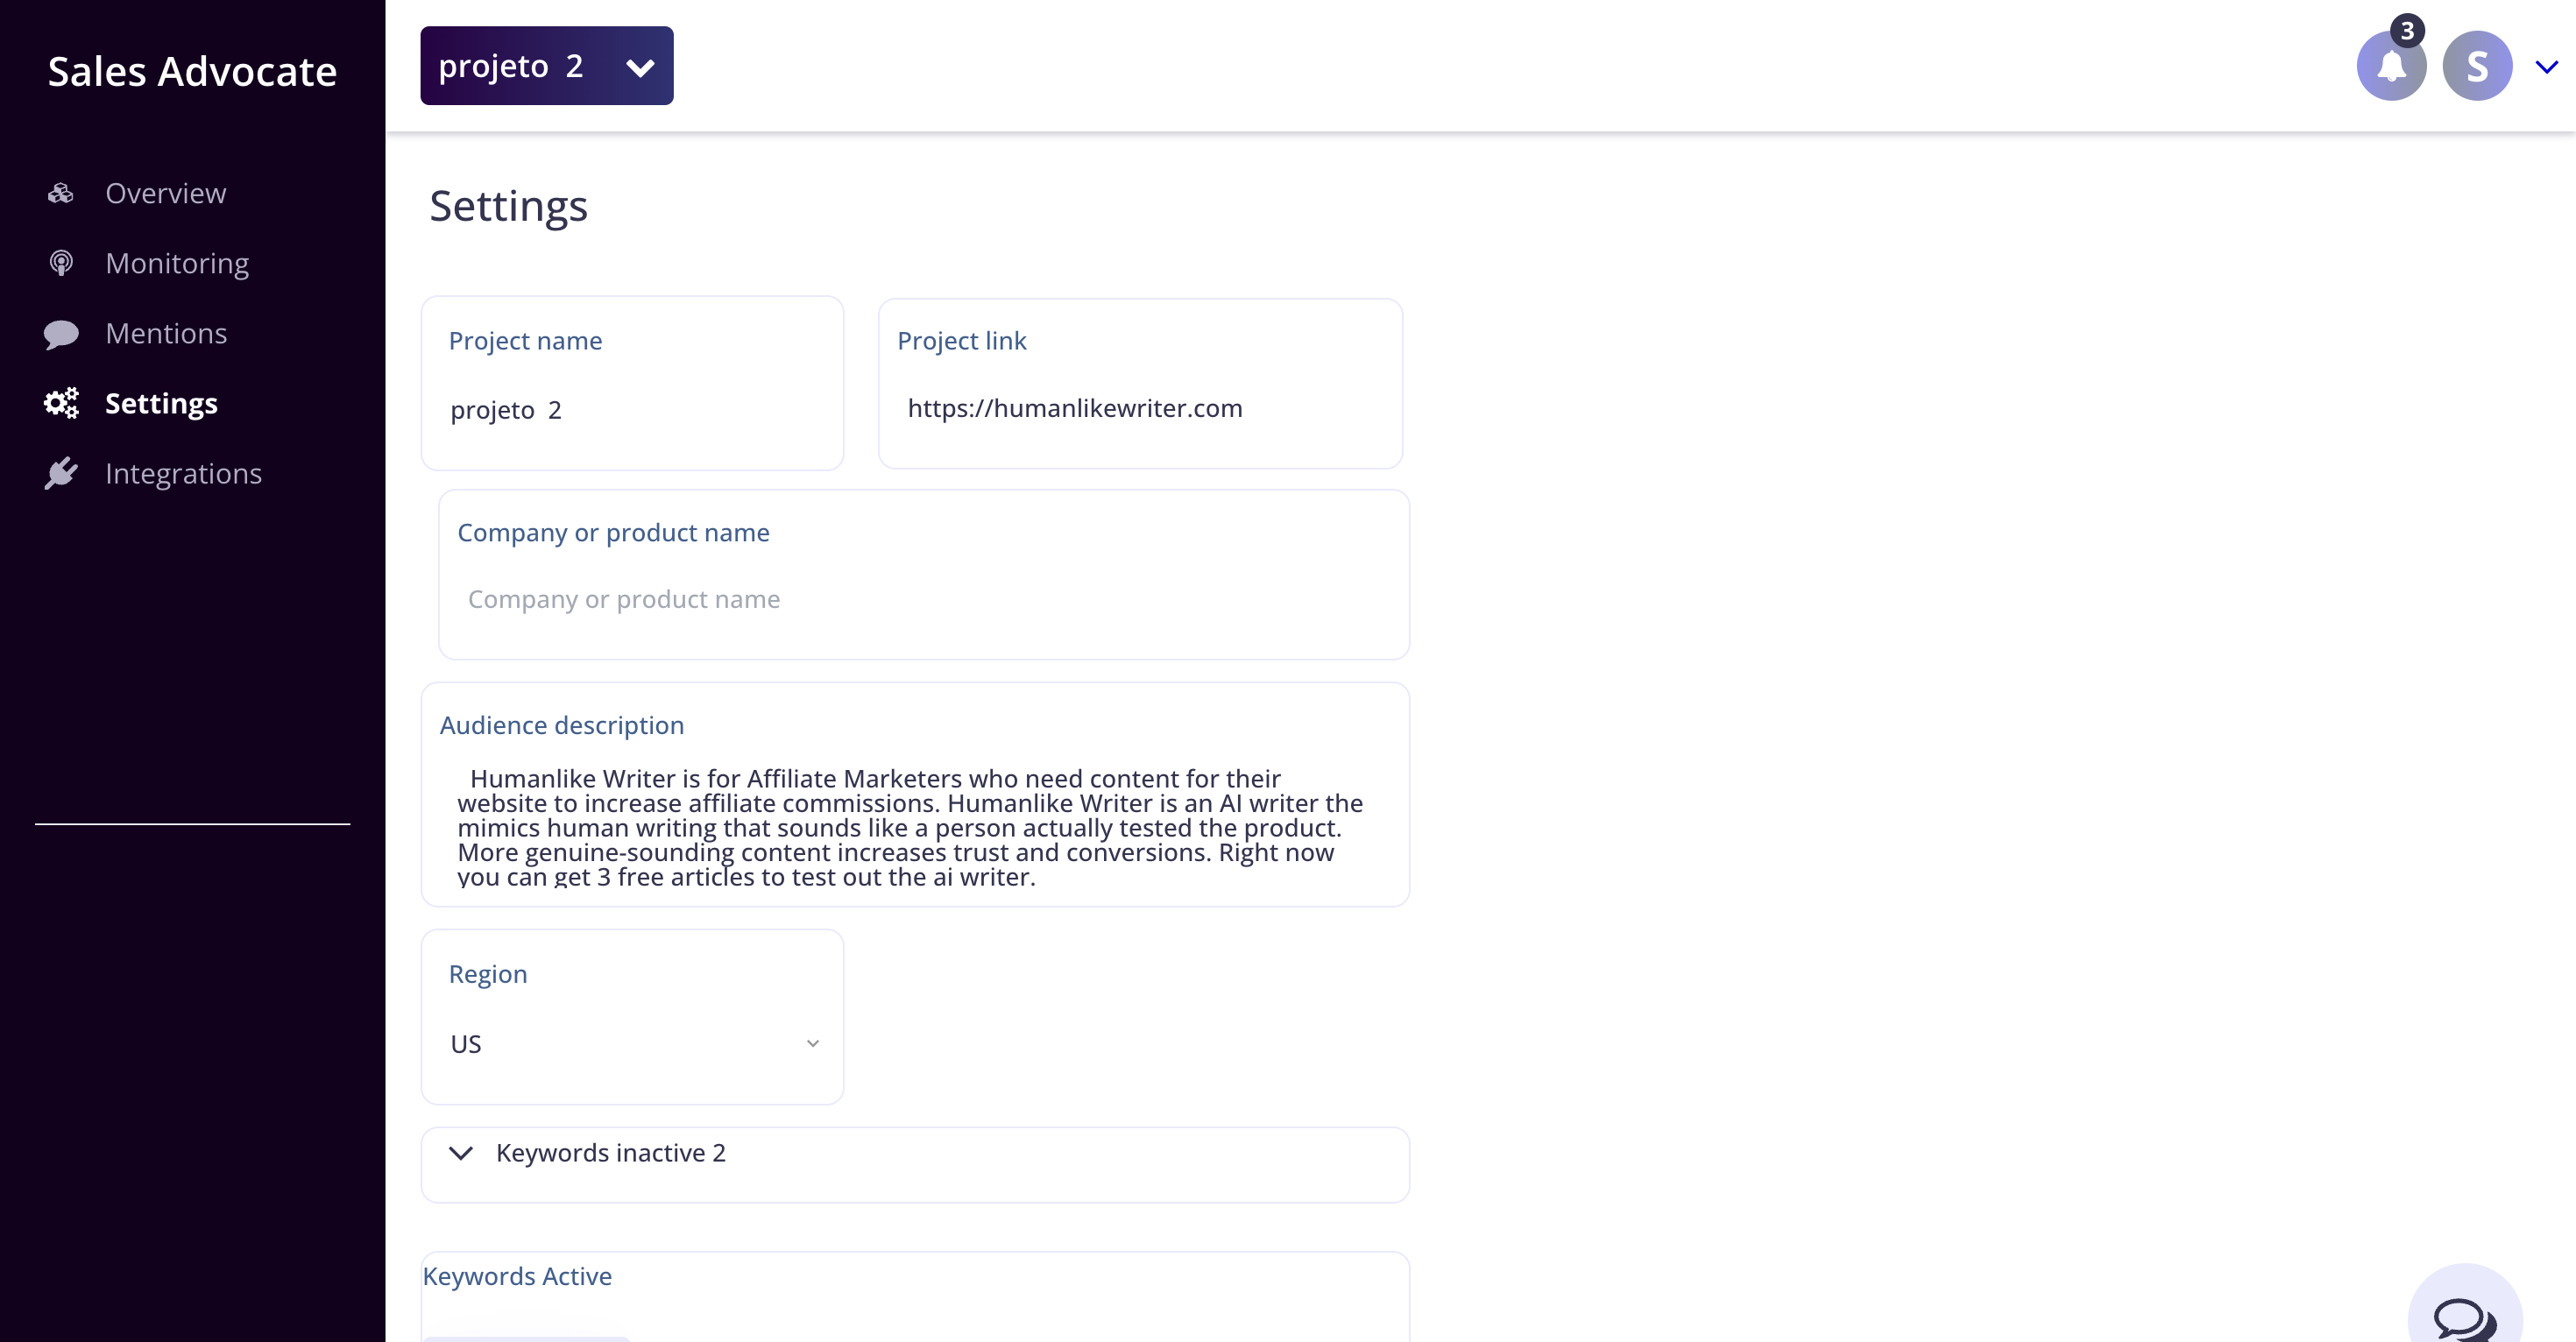 Sales Advocate
Overview
Monitoring
Mentions
Settings
Integrations
projeto  2
3
S
Settings
Project name
projeto  2
Project link
https://humanlikewriter.com
Company or product name
Company or product name
Audience description
Humanlike Writer is for Affiliate Marketers who need content for their
website to increase affiliate commissions. Humanlike Writer is an AI writer the
mimics human writing that sounds like a person actually tested the product.
More genuine-sounding content increases trust and conversions. Right now
you can get 3 free articles to test out the ai writer.
Region
US
Keywords inactive 2
Keywords Active